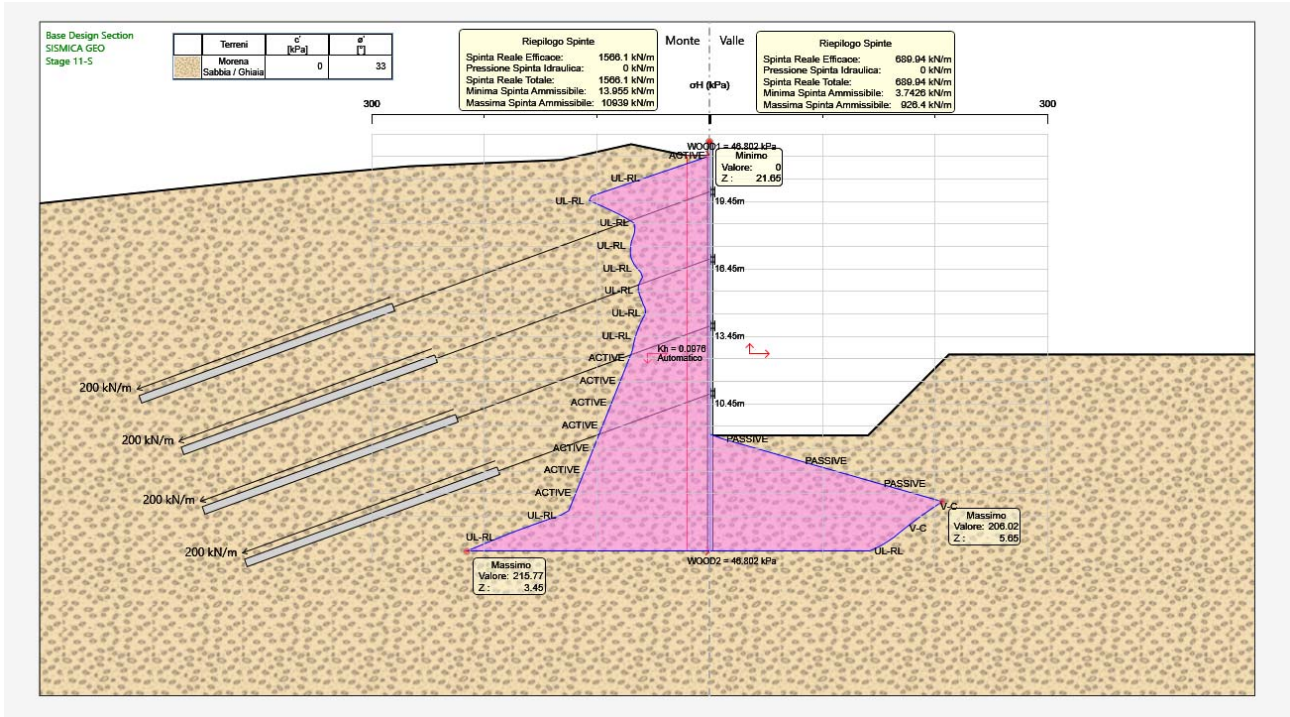 Base Design Section
SISMICA GEO
Stage 11-S
Terreni c' [kPa] ø' [°]
Morena Sabbia / Ghiaia 0 33
Riepilogo Spinte
Spinta Reale Efficace: 1566.1 kN/m
Pressione Spinta Idraulica: 0 kN/m
Spinta Reale Totale: 1566.1 kN/m
Minima Spinta Ammissibile: 13.955 kN/m
Massima Spinta Ammissibile: 10939 kN/m
Monte Valle
σH (kPa)
Riepilogo Spinte
Spinta Reale Efficace: 689.94 kN/m
Pressione Spinta Idraulica: 0 kN/m
Spinta Reale Totale: 689.94 kN/m
Minima Spinta Ammissibile: 3.7426 kN/m
Massima Spinta Ammissibile: 926.4 kN/m
300
300
WOOD1 = 46.802 kPa
ACTIVE
Minimo
Valore: 0
Z : 21.65
UL-RL
UL-RL
19.45m
UL-RL
UL-RL
UL-RL
16.45m
UL-RL
UL-RL
UL-RL
13.45m
Kh = 0.0976
Automatico
ACTIVE
ACTIVE
200 kN/m
ACTIVE
10.45m
ACTIVE
200 kN/m
PASSIVE
ACTIVE
PASSIVE
ACTIVE
PASSIVE
ACTIVE
200 kN/m
V-C
UL-RL
Massimo
Valore: 206.02
Z : 5.65
V-C
UL-RL
200 kN/m
UL-RL
WOOD2 = 46.802 kPa
Massimo
Valore: 215.77
Z : 3.45